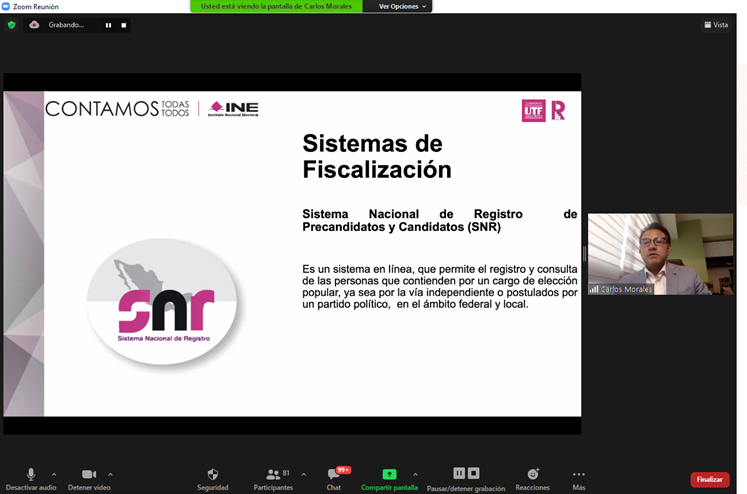 Zoom Reunión
Usted está viendo la pantalla de Carlos Morales
Ver Opciones
Grabando...
Vista
CONTAMOS TODAS TODOS
INE
Instituto Nacional Electoral
UTF
Sistemas de
Fiscalización
Sistema Nacional de Registro de
Precandidatos y Candidatos (SNR)
Es un sistema en línea, que permite el registro y consulta
de las personas que contienden por un cargo de elección
popular, ya sea por la vía independiente o postulados por
un partido político, en el ámbito federal y local.
snr
Sistema Nacional de Registro
Carlos Morales
Desactivar audio
Detener video
Seguridad
Participantes
81
Chat
99+
Compartir pantalla
Pausar/detener grabación
Reacciones
Más
Finalizar